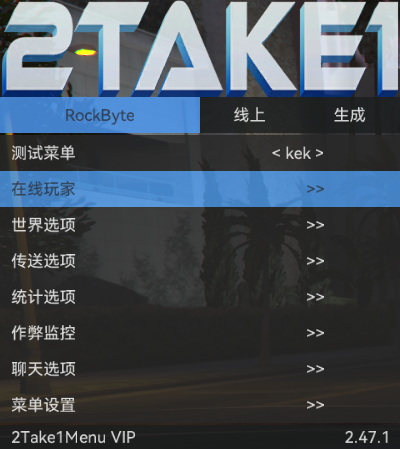 2TAKE1
RockByte 线上 生成
测试菜单 < kek >
在线玩家 >>
世界选项 >>
传送选项 >>
统计选项 >>
作弊监控 >>
聊天选项 >>
菜单设置 >>
2Take1Menu VIP 2.47.1